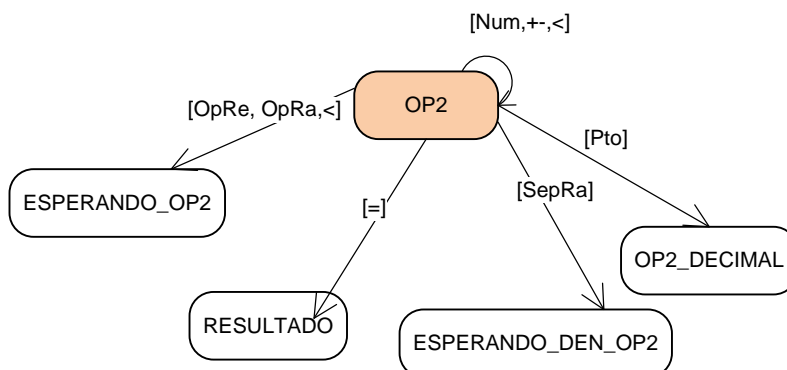 [Num,+-,<]
OP2
[OpRe, OpRa,<]
[Pto]
[SepRa]
ESPERANDO_OP2
[=]
OP2_DECIMAL
RESULTADO
ESPERANDO_DEN_OP2